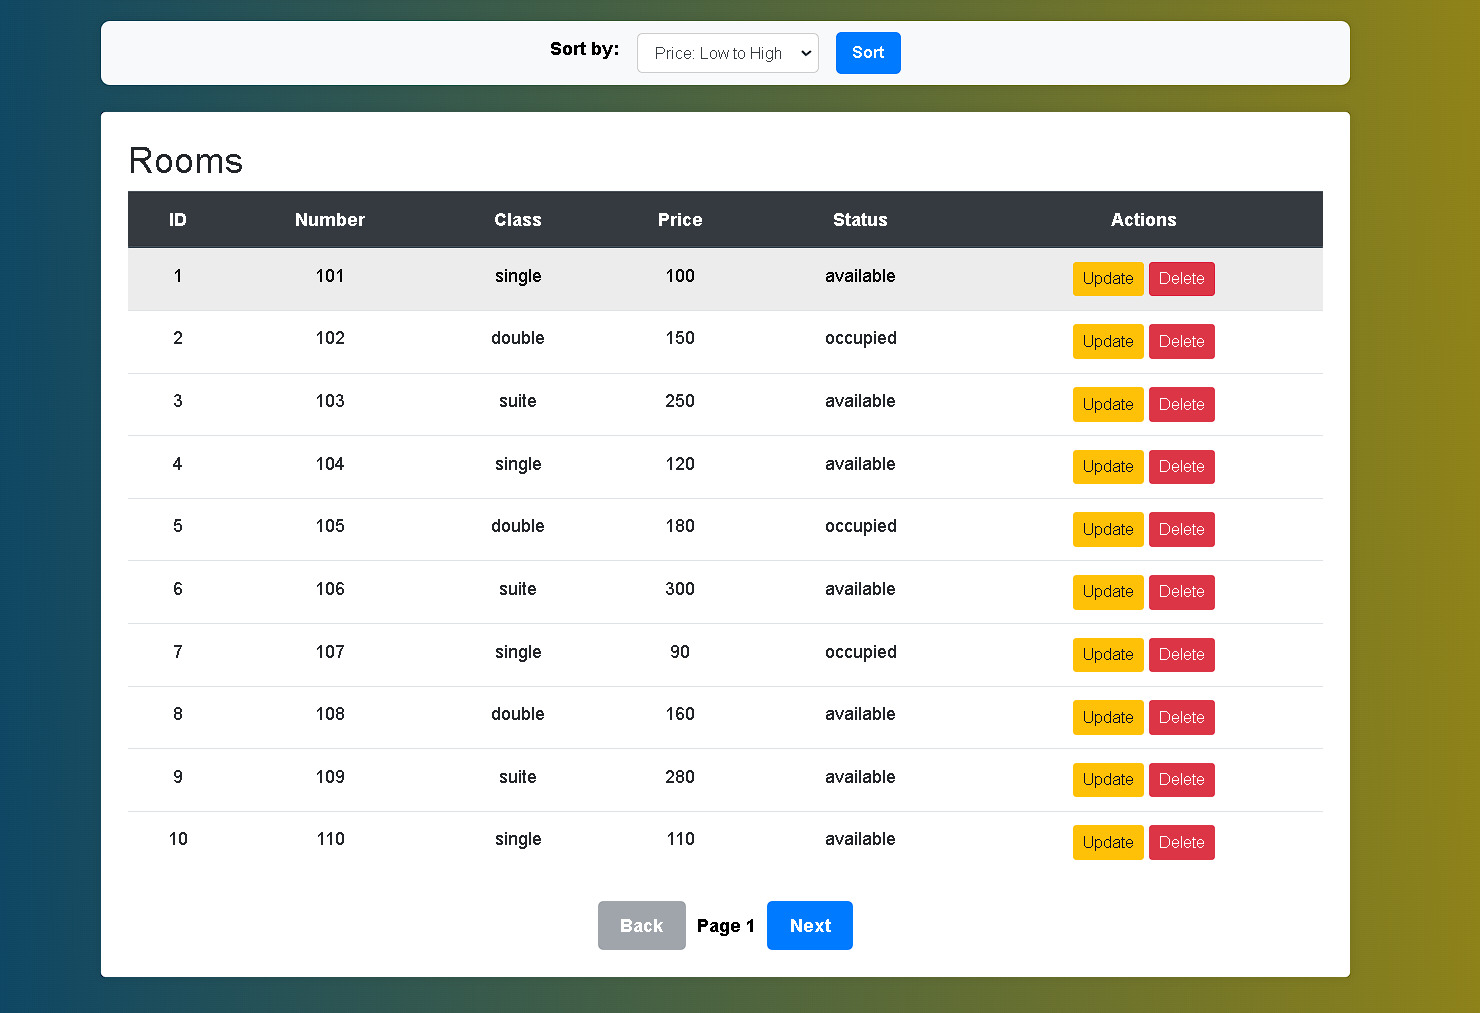 Sort by: Price: Low to High Sort
Rooms
ID Number Class Price Status Actions
1 101 single 100 available Update Delete
2 102 double 150 occupied Update Delete
3 103 suite 250 available Update Delete
4 104 single 120 available Update Delete
5 105 double 180 occupied Update Delete
6 106 suite 300 available Update Delete
7 107 single 90 occupied Update Delete
8 108 double 160 available Update Delete
9 109 suite 280 available Update Delete
10 110 single 110 available Update Delete
Back Page 1 Next